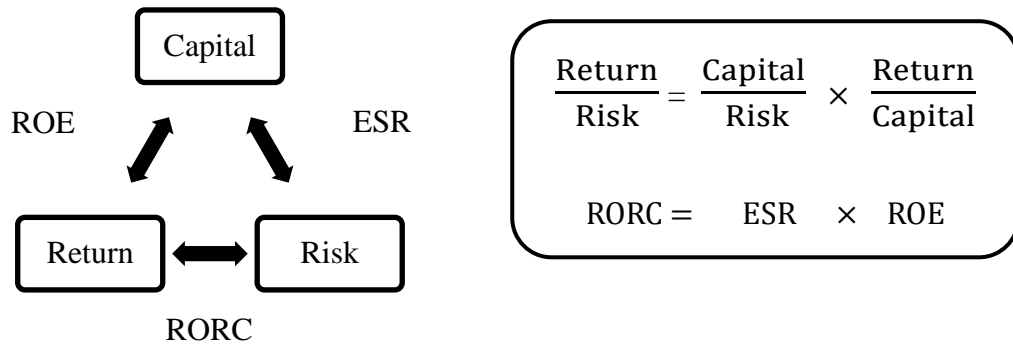 Capital
ROE ESR
Return Risk
RORC
Return/Risk = Capital/Risk × Return/Capital
RORC = ESR × ROE